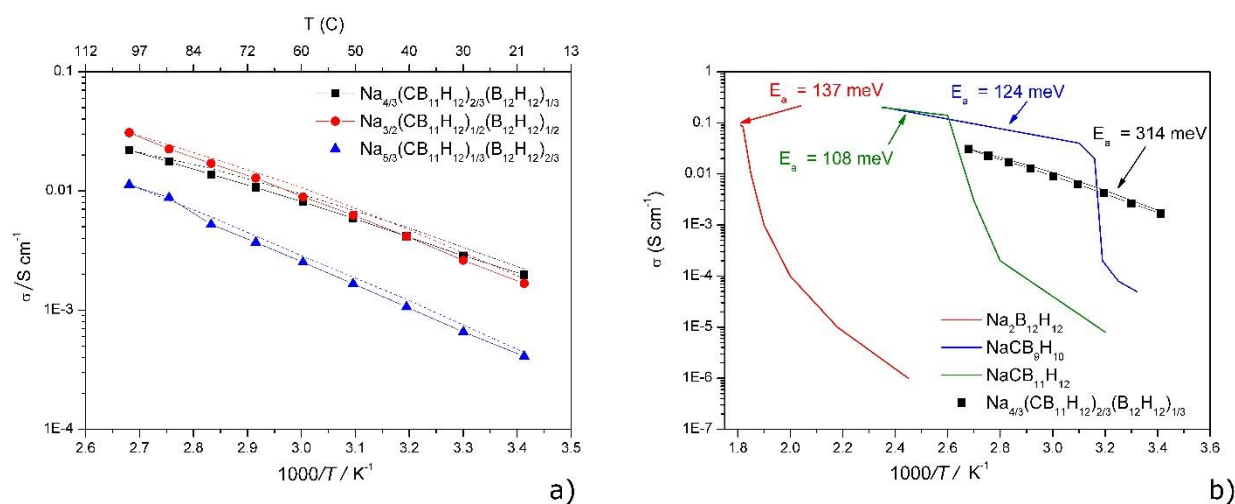 T (C)
112 97 84 72 60 50 40 30 21 13
0.1
0.01
1E-3
1E-4
σ /S cm⁻¹
Na₄/₃(CB₁₁H₁₂)₂/₃(B₁₂H₁₂)₁/₃
Na₃/₂(CB₁₁H₁₂)₁/₂(B₁₂H₁₂)₁/₂
Na₅/₃(CB₁₁H₁₂)₁/₃(B₁₂H₁₂)₂/₃
2.6 2.7 2.8 2.9 3.0 3.1 3.2 3.3 3.4 3.5
1000/T / K⁻¹
a)
1
0.1
0.01
1E-3
1E-4
1E-5
1E-6
1E-7
σ (S cm⁻¹)
Eₐ = 137 meV
Eₐ = 124 meV
Eₐ = 314 meV
Eₐ = 108 meV
Na₂B₁₂H₁₂
NaCB₉H₁₀
NaCB₁₁H₁₂
Na₄/₃(CB₁₁H₁₂)₂/₃(B₁₂H₁₂)₁/₃
1.8 2.0 2.2 2.4 2.6 2.8 3.0 3.2 3.4 3.6
1000/T / K⁻¹
b)